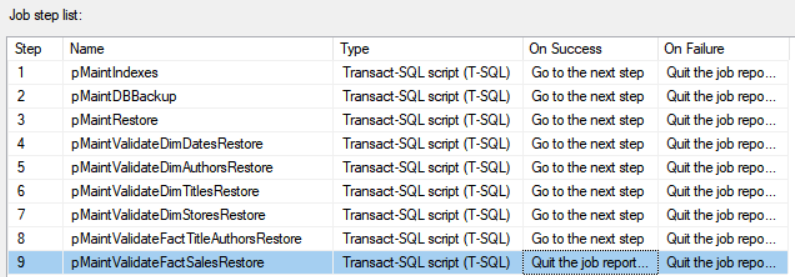 Job step list:
Step Name Type On Success On Failure
1 pMaintIndexes Transact-SQL script (T-SQL) Go to the next step Quit the job repo...
2 pMaintDBBackup Transact-SQL script (T-SQL) Go to the next step Quit the job repo...
3 pMaintRestore Transact-SQL script (T-SQL) Go to the next step Quit the job repo...
4 pMaintValidateDimDatesRestore Transact-SQL script (T-SQL) Go to the next step Quit the job repo...
5 pMaintValidateDimAuthorsRestore Transact-SQL script (T-SQL) Go to the next step Quit the job repo...
6 pMaintValidateDimTitlesRestore Transact-SQL script (T-SQL) Go to the next step Quit the job repo...
7 pMaintValidateDimStoresRestore Transact-SQL script (T-SQL) Go to the next step Quit the job repo...
8 pMaintValidateFactTitleAuthorsRestore Transact-SQL script (T-SQL) Go to the next step Quit the job repo...
9 pMaintValidateFactSalesRestore Transact-SQL script (T-SQL) Quit the job report... Quit the job repo...